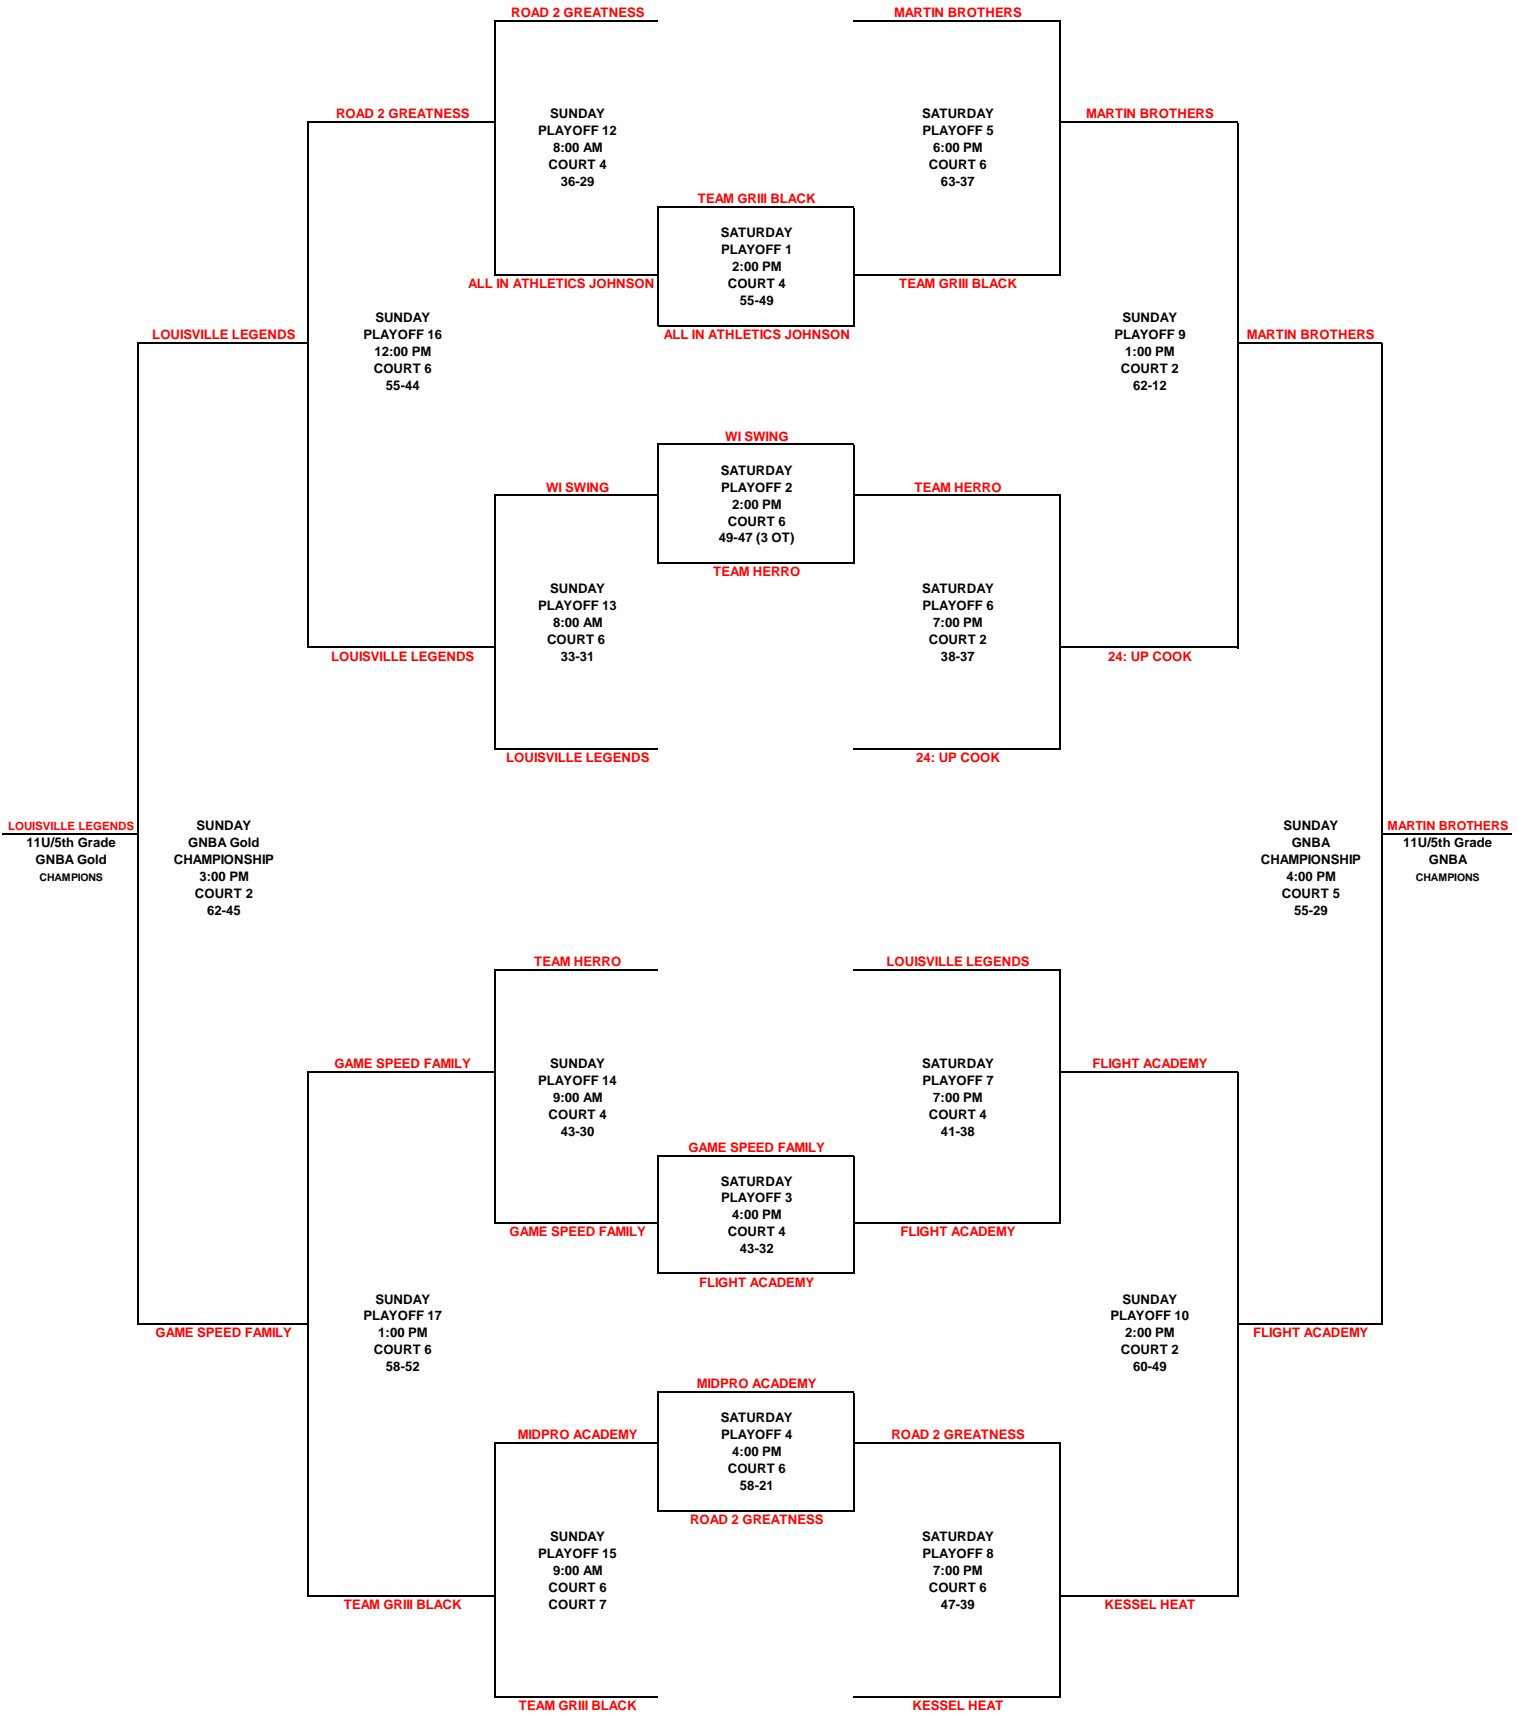 ROAD 2 GREATNESS
MARTIN BROTHERS
ROAD 2 GREATNESS
SUNDAY
PLAYOFF 12
8:00 AM
COURT 4
36-29
SATURDAY
PLAYOFF 5
6:00 PM
COURT 6
63-37
MARTIN BROTHERS
TEAM GRIII BLACK
SATURDAY
PLAYOFF 1
2:00 PM
COURT 4
55-49
ALL IN ATHLETICS JOHNSON
TEAM GRIII BLACK
ALL IN ATHLETICS JOHNSON
LOUISVILLE LEGENDS
SUNDAY
PLAYOFF 16
12:00 PM
COURT 6
55-44
SUNDAY
PLAYOFF 9
1:00 PM
COURT 2
62-12
MARTIN BROTHERS
WI SWING
SATURDAY
PLAYOFF 2
2:00 PM
COURT 6
49-47 (3 OT)
WI SWING
TEAM HERRO
TEAM HERRO
SUNDAY
PLAYOFF 13
8:00 AM
COURT 6
33-31
SATURDAY
PLAYOFF 6
7:00 PM
COURT 2
38-37
LOUISVILLE LEGENDS
24: UP COOK
LOUISVILLE LEGENDS
24: UP COOK
LOUISVILLE LEGENDS
11U/5th Grade
GNBA Gold
CHAMPIONS
SUNDAY
GNBA Gold
CHAMPIONSHIP
3:00 PM
COURT 2
62-45
SUNDAY
GNBA
CHAMPIONSHIP
4:00 PM
COURT 5
55-29
MARTIN BROTHERS
11U/5th Grade
GNBA
CHAMPIONS
TEAM HERRO
LOUISVILLE LEGENDS
GAME SPEED FAMILY
SUNDAY
PLAYOFF 14
9:00 AM
COURT 4
43-30
SATURDAY
PLAYOFF 7
7:00 PM
COURT 4
41-38
FLIGHT ACADEMY
GAME SPEED FAMILY
SATURDAY
PLAYOFF 3
4:00 PM
COURT 4
43-32
GAME SPEED FAMILY
FLIGHT ACADEMY
FLIGHT ACADEMY
GAME SPEED FAMILY
SUNDAY
PLAYOFF 17
1:00 PM
COURT 6
58-52
SUNDAY
PLAYOFF 10
2:00 PM
COURT 2
60-49
FLIGHT ACADEMY
MIDPRO ACADEMY
SATURDAY
PLAYOFF 4
4:00 PM
COURT 6
58-21
MIDPRO ACADEMY
ROAD 2 GREATNESS
ROAD 2 GREATNESS
SUNDAY
PLAYOFF 15
9:00 AM
COURT 6
COURT 7
SATURDAY
PLAYOFF 8
7:00 PM
COURT 6
47-39
TEAM GRIII BLACK
KESSEL HEAT
TEAM GRIII BLACK
KESSEL HEAT